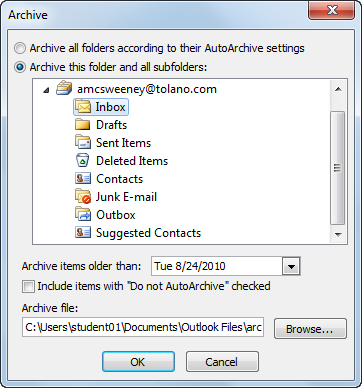 Archive
Archive all folders according to their AutoArchive settings
Archive this folder and all subfolders:
amcsweeney@tolano.com
Inbox
Drafts
Sent Items
Deleted Items
Contacts
Junk E-mail
Outbox
Suggested Contacts
Archive items older than: Tue 8/24/2010
Include items with "Do not AutoArchive" checked
Archive file:
C:\Users\student01\Documents\Outlook Files\arc Browse...
OK Cancel